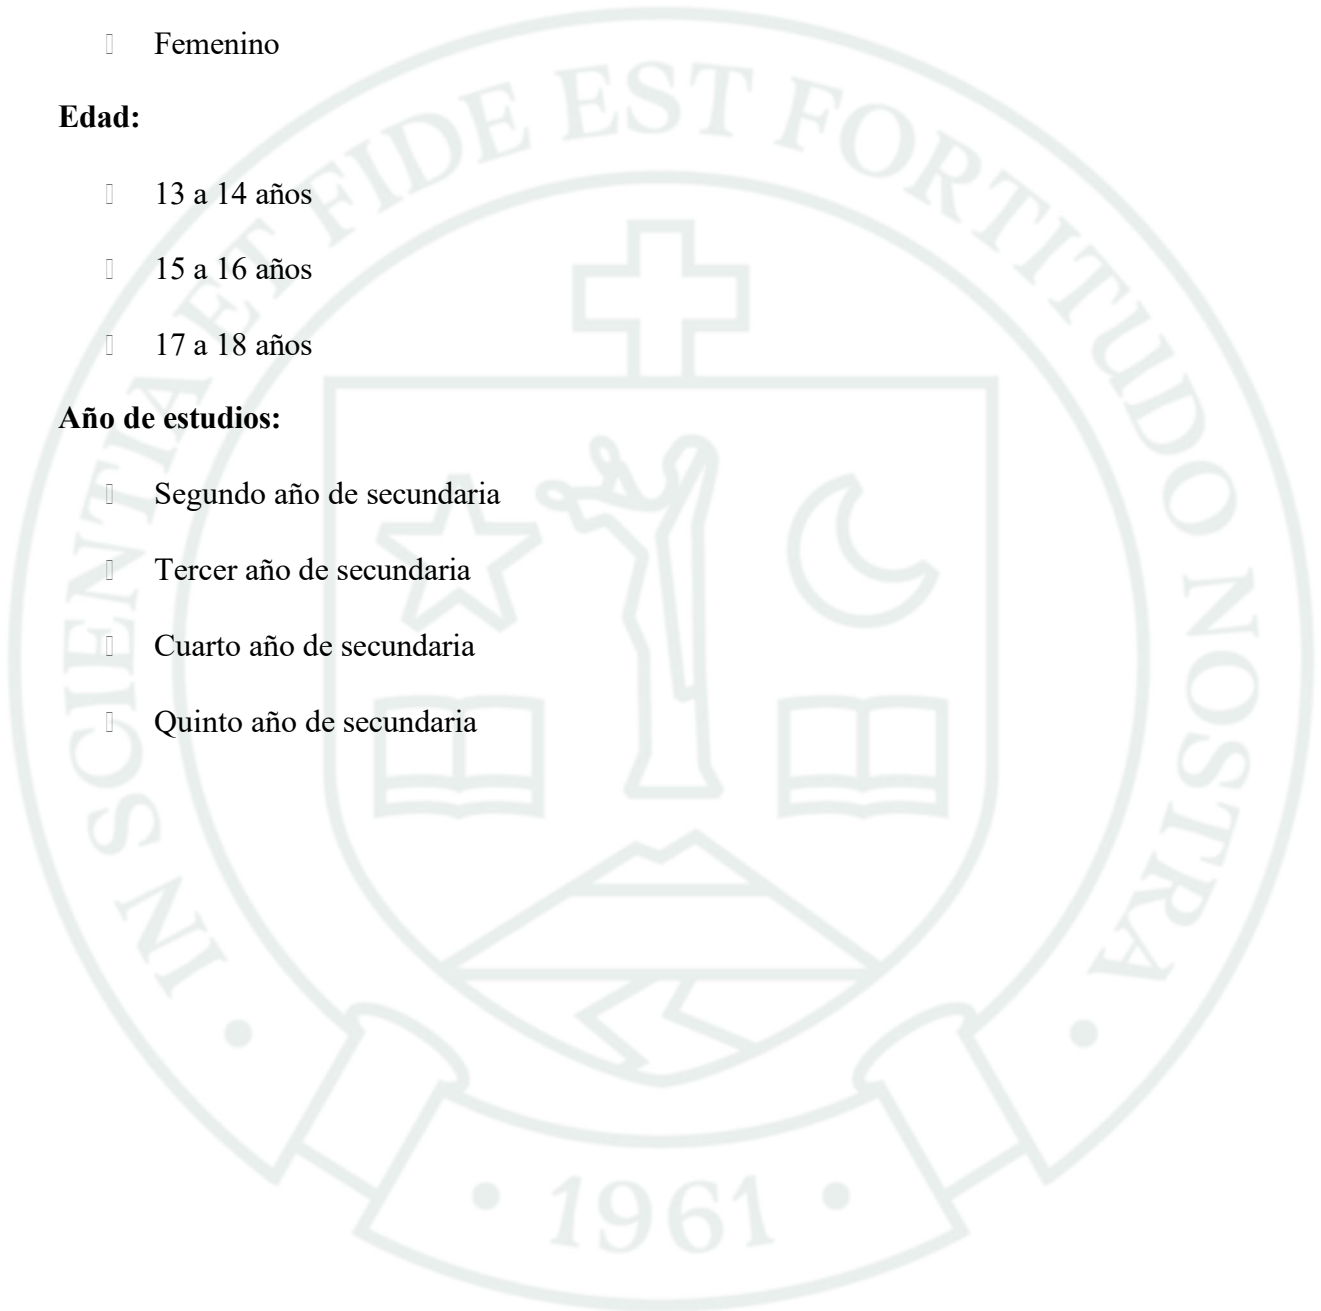 Femenino
Edad:
13 a 14 años
15 a 16 años
17 a 18 años
Año de estudios:
Segundo año de secundaria
Tercer año de secundaria
Cuarto año de secundaria
Quinto año de secundaria
IN SCIENTIA ET FIDE EST FORTITUDO NOSTRA
• 1961 •